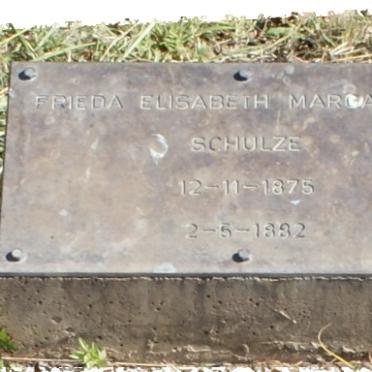 FRIEDA ELISABETH MARGA
SCHULZE
12-11-1875
2-5-1882